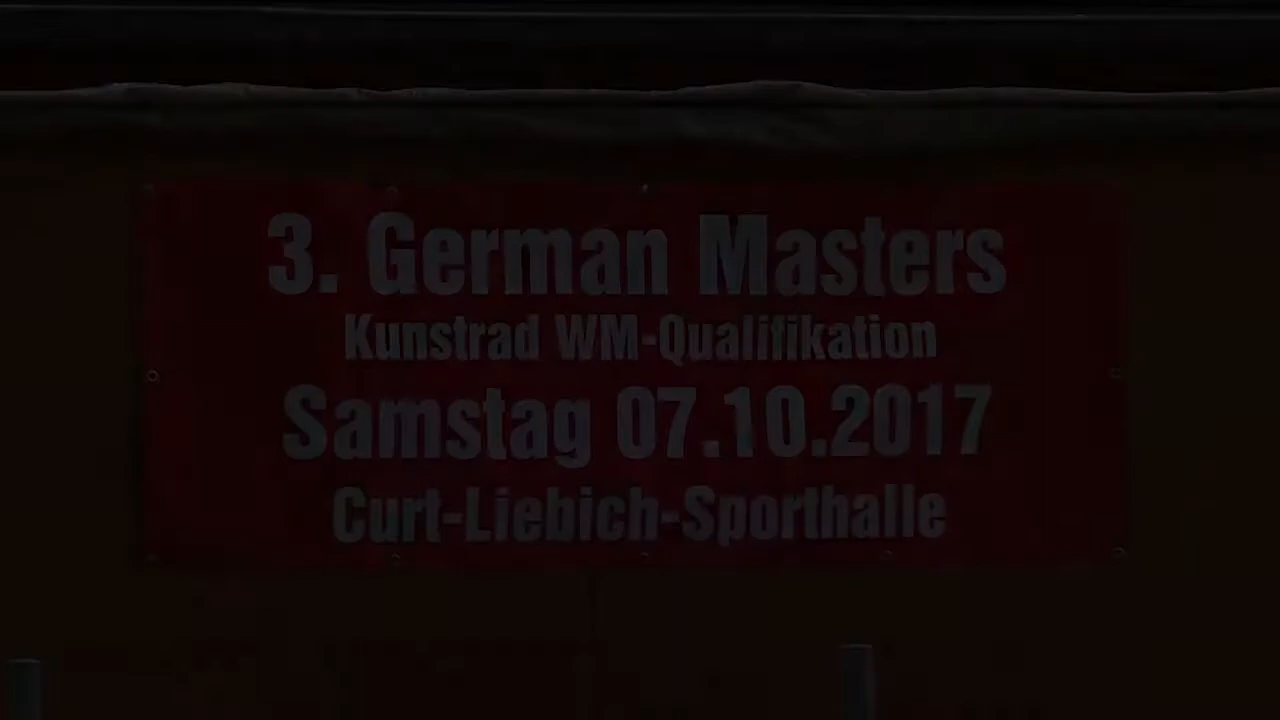 3. German Masters
Kunstrad WM-Qualifikation
Samstag 07.10.2017
Curt-Liebich-Sporthalle